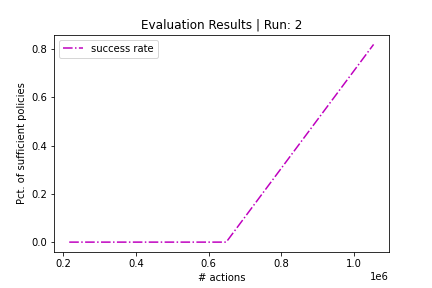 Evaluation Results | Run: 2
success rate
Pct. of sufficient policies
0.8
0.6
0.4
0.2
0.0
0.2 0.4 0.6 0.8 1.0
# actions
1e6